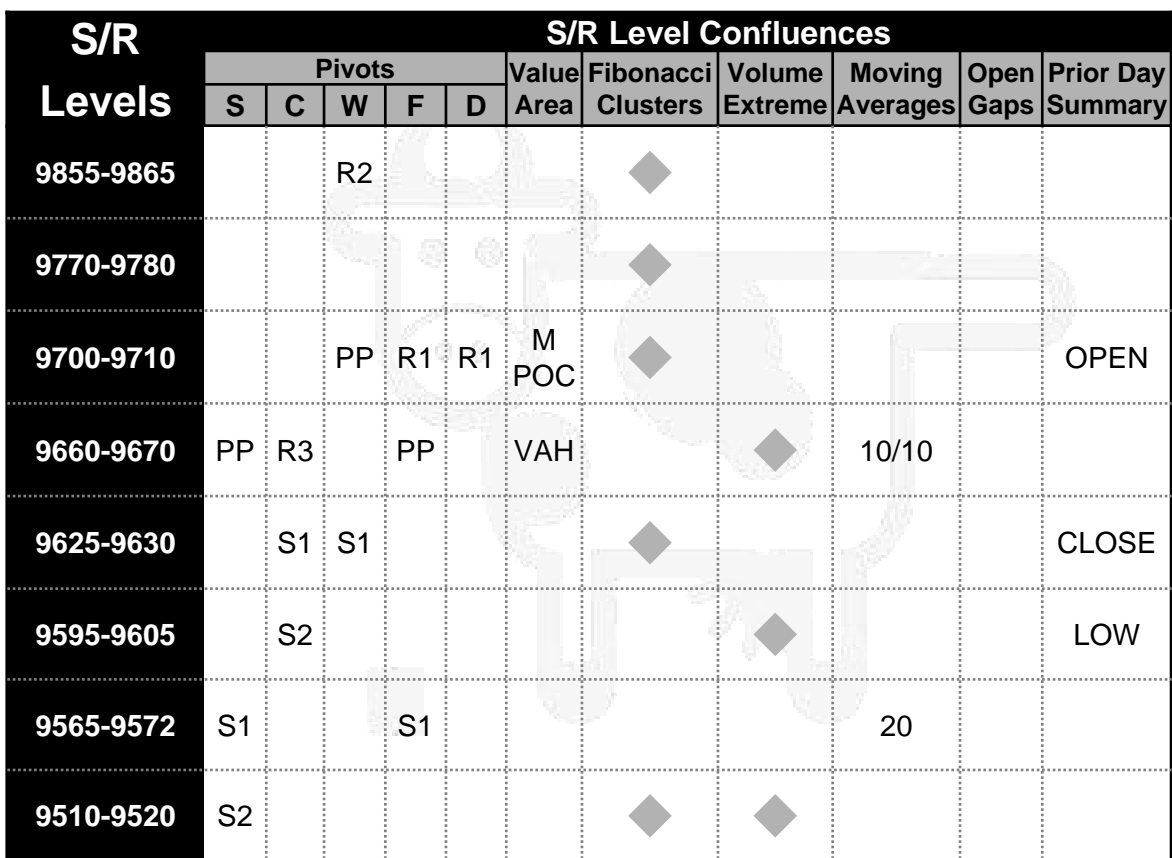 S/R Levels
S/R Level Confluences
Pivots
Value Area
Fibonacci Clusters
Volume Extreme
Moving Averages
Open Gaps
Prior Day Summary
S C W F D
9855-9865 R2
9770-9780
9700-9710 PP R1 R1 M POC OPEN
9660-9670 PP R3 PP VAH 10/10
9625-9630 S1 S1 CLOSE
9595-9605 S2 LOW
9565-9572 S1 S1 20
9510-9520 S2